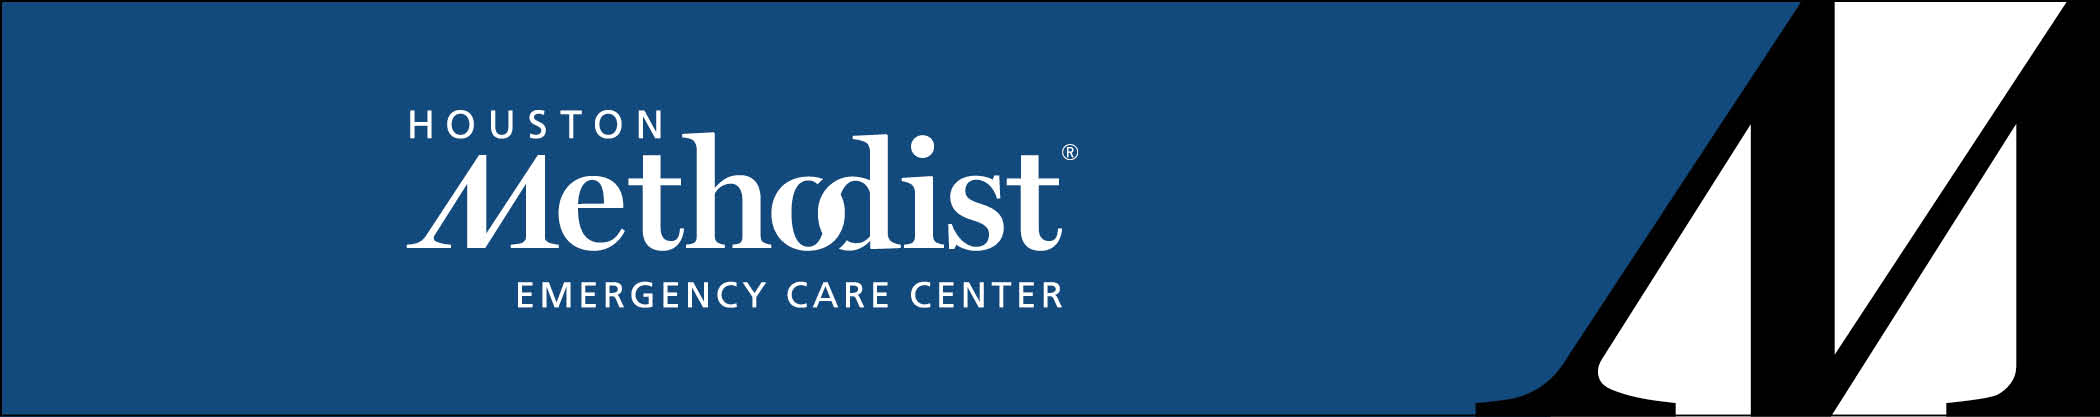 HOUSTON
Methodist®
EMERGENCY CARE CENTER
M